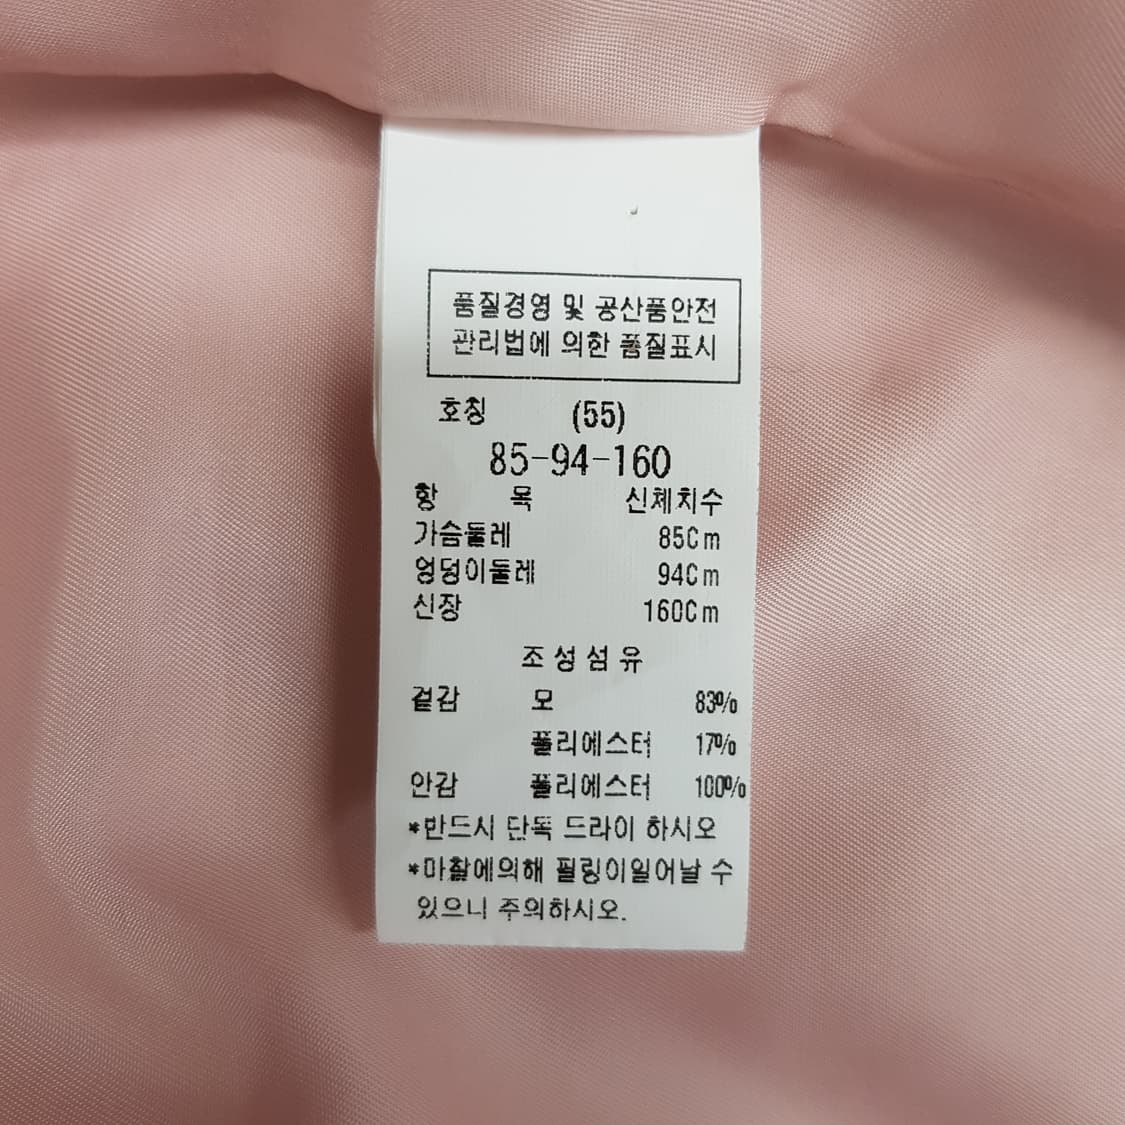 품질경영 및 공산품안전
관리법에 의한 품질표시
호칭 (55)
85-94-160
항 목 신체치수
가슴둘레 85Cm
엉덩이둘레 94Cm
신장 160Cm
조성섬유
겉감 모 83%
폴리에스터 17%
안감 폴리에스터 100%
*반드시 단독 드라이 하시오
*마찰에의해 필링이일어날 수
있으니 주의하시오.